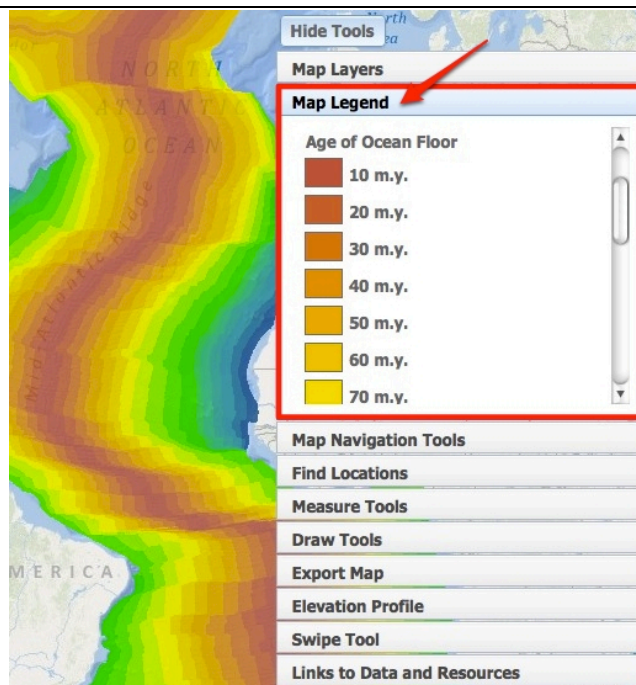 Hide Tools
North
Sea
Map Layers
Map Legend
Age of Ocean Floor
10 m.y.
20 m.y.
30 m.y.
40 m.y.
50 m.y.
60 m.y.
70 m.y.
Map Navigation Tools
Find Locations
Measure Tools
Draw Tools
Export Map
Elevation Profile
Swipe Tool
Links to Data and Resources
NORTH
ATLANTIC
OCEAN
Mid-Atlantic Ridge
MERICA